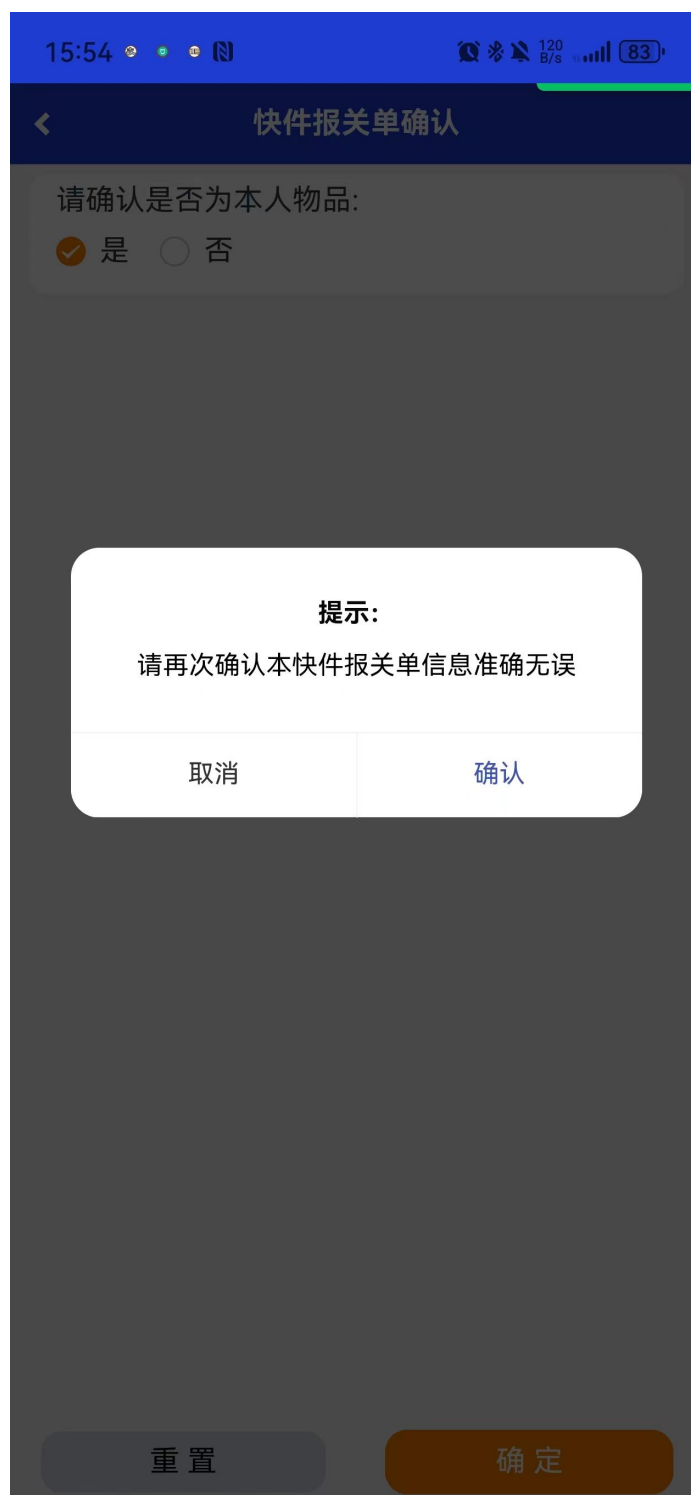 15:54
120
B/s
83
快件报关单确认
请确认是否为本人物品:
是 否
提示:
请再次确认本快件报关单信息准确无误
取消 确认
重置 确定